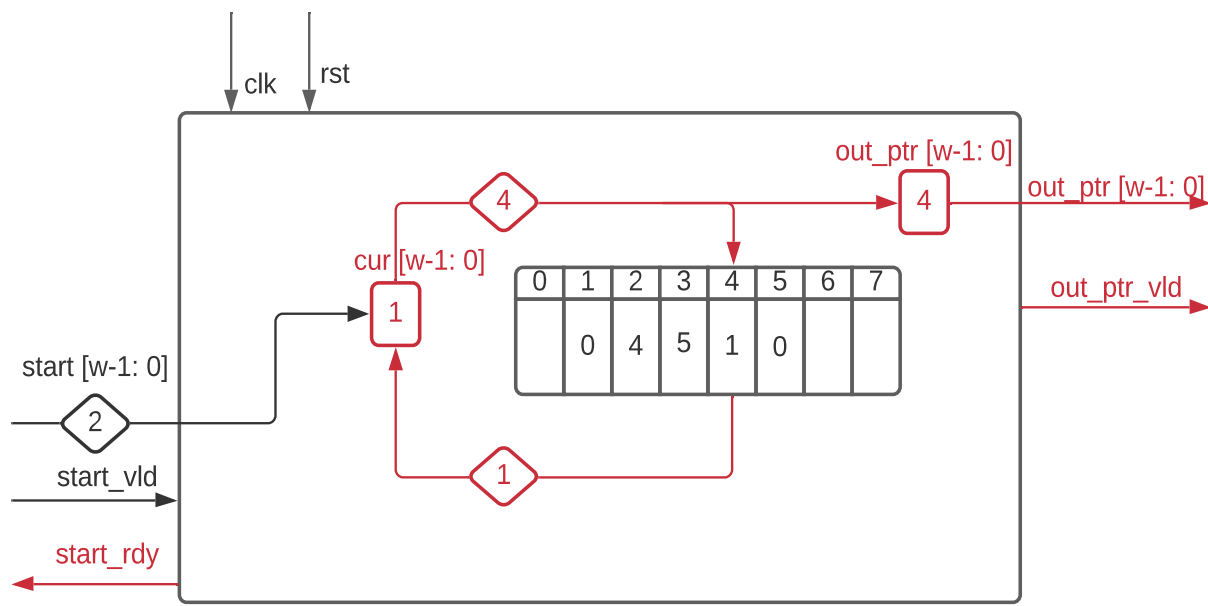 clk
rst
out_ptr [w-1: 0]
4
4
out_ptr [w-1: 0]
cur [w-1: 0]
1
0 1 2 3 4 5 6 7
0 4 5 1 0
out_ptr_vld
start [w-1: 0]
2
start_vld
1
start_rdy